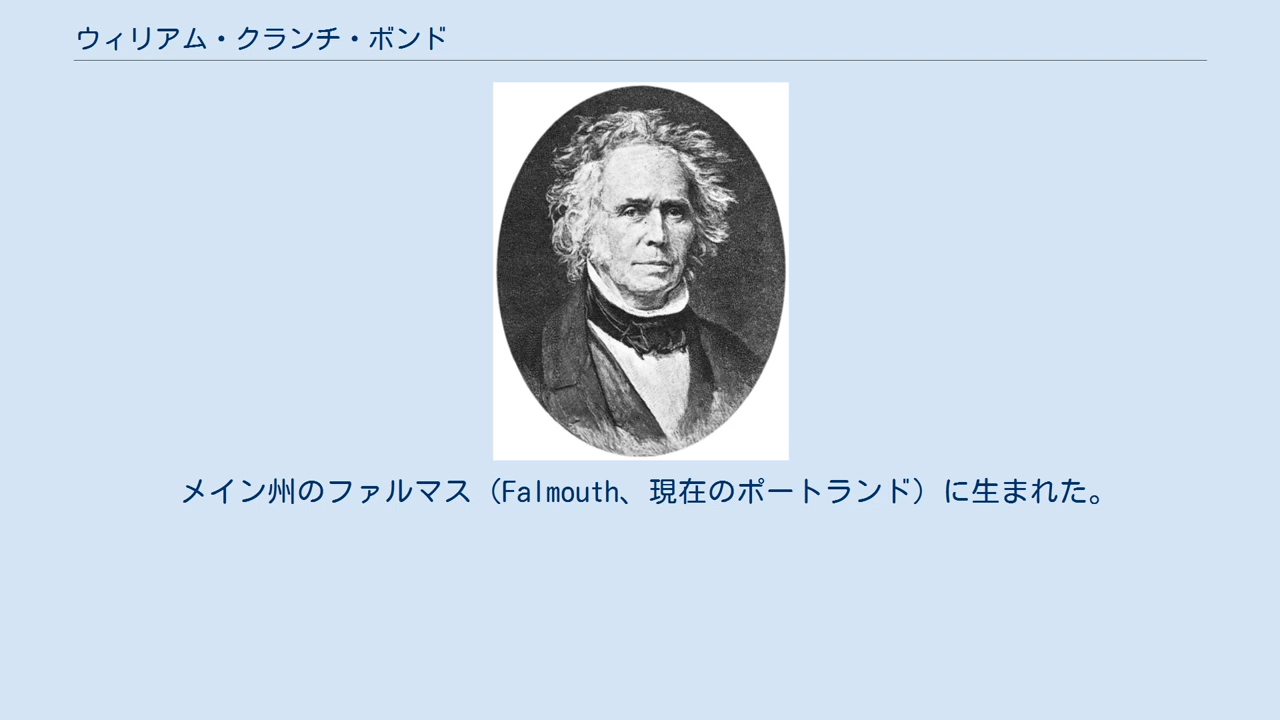 ウィリアム・クランチ・ボンド
メイン州のファルマス（Falmouth、現在のポートランド）に生まれた。